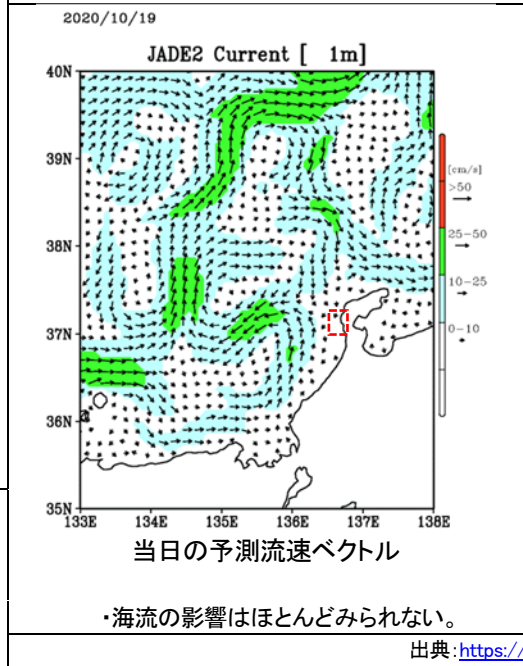 2020/10/19
JADE2 Current [ 1m]
40N
39N
38N
37N
36N
35N
133E 134E 135E 136E 137E 138E
[cm/s]
>50
25-50
10-25
0-10
当日の予測流速ベクトル
・海流の影響はほとんどみられない。
出典:https://